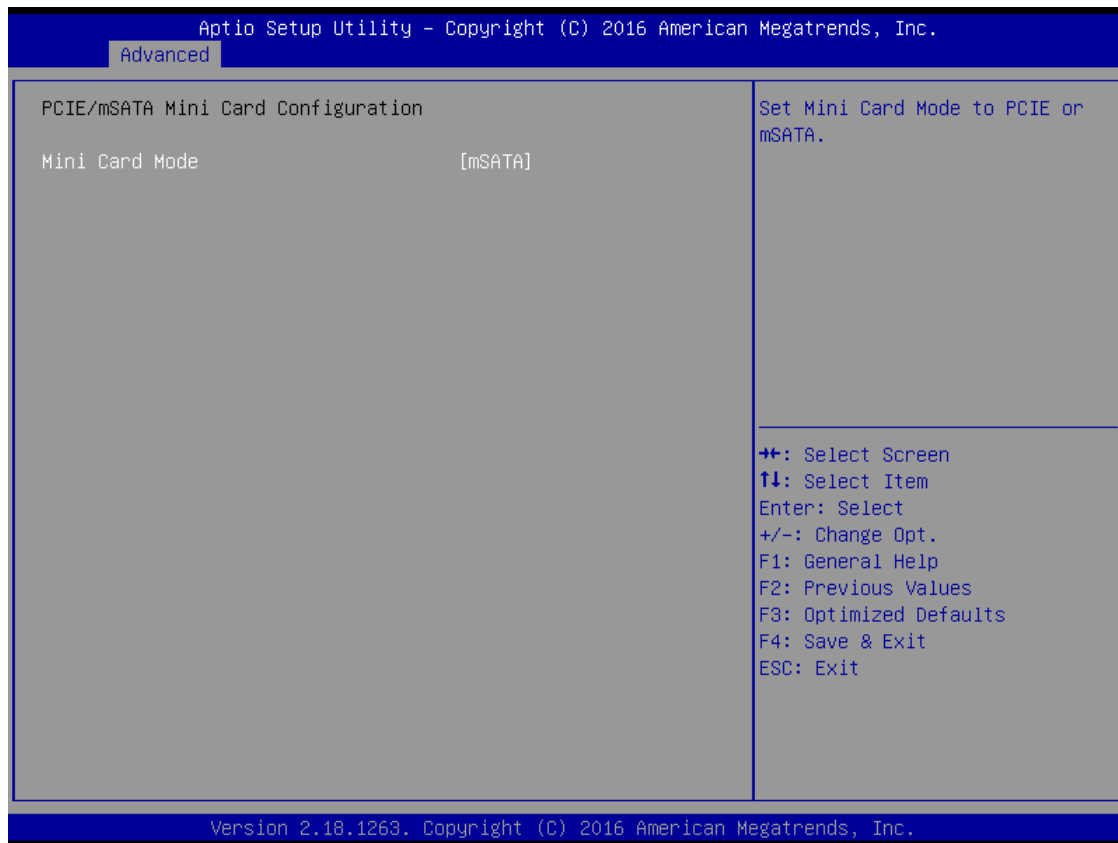 Aptio Setup Utility – Copyright (C) 2016 American Megatrends, Inc.
Advanced
PCIE/mSATA Mini Card Configuration
Mini Card Mode [mSATA]
Set Mini Card Mode to PCIE or
mSATA.
→←: Select Screen
↑↓: Select Item
Enter: Select
+/-: Change Opt.
F1: General Help
F2: Previous Values
F3: Optimized Defaults
F4: Save & Exit
ESC: Exit
Version 2.18.1263. Copyright (C) 2016 American Megatrends, Inc.